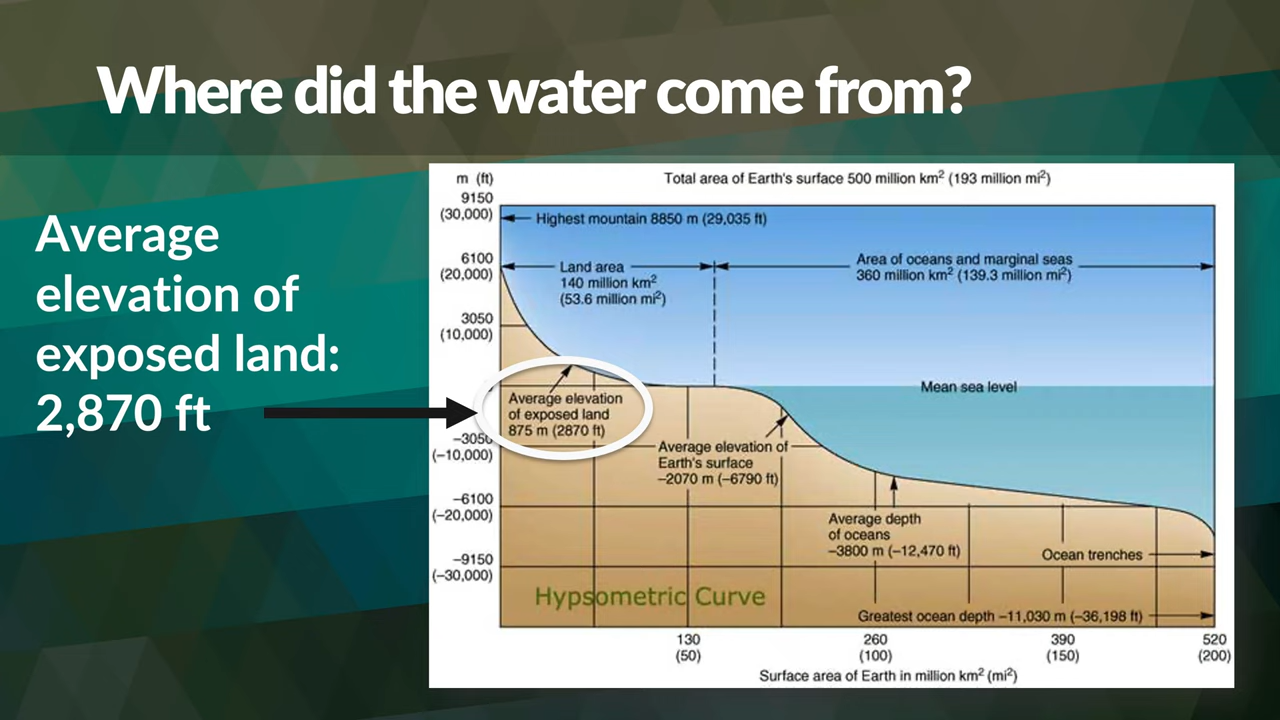 Where did the water come from?
Average
elevation of
exposed land:
2,870 ft
m (ft)
Total area of Earth's surface 500 million km² (193 million mi²)
9150
(30,000)
Highest mountain 8850 m (29,035 ft)
6100
(20,000)
Land area
140 million km²
(53.6 million mi²)
Area of oceans and marginal seas
360 million km² (139.3 million mi²)
3050
(10,000)
Mean sea level
Average elevation
of exposed land
875 m (2870 ft)
–3050
(–10,000)
Average elevation of
Earth's surface
–2070 m (–6790 ft)
–6100
(–20,000)
Average depth
of oceans
–3800 m (–12,470 ft)
Ocean trenches
–9150
(–30,000)
Hypsometric Curve
Greatest ocean depth –11,030 m (–36,198 ft)
130
(50)
260
(100)
390
(150)
520
(200)
Surface area of Earth in million km² (mi²)